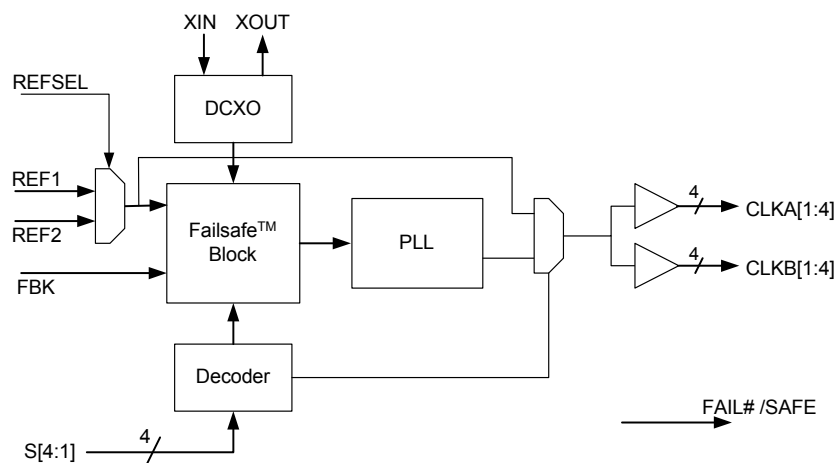 XIN XOUT
REFSEL
DCXO
REF1
REF2
Failsafe™
Block
PLL
4
CLKA[1:4]
4
CLKB[1:4]
FBK
Decoder
FAIL# /SAFE
4
S[4:1]